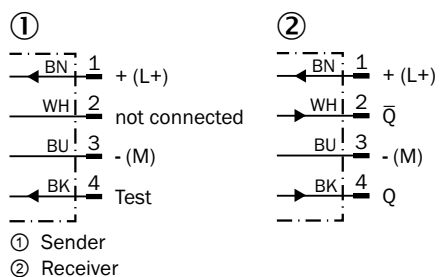 ① ②
BN 1 + (L+) BN 1 + (L+)
WH 2 not connected WH 2 Q̅
BU 3 - (M) BU 3 - (M)
BK 4 Test BK 4 Q
① Sender
② Receiver